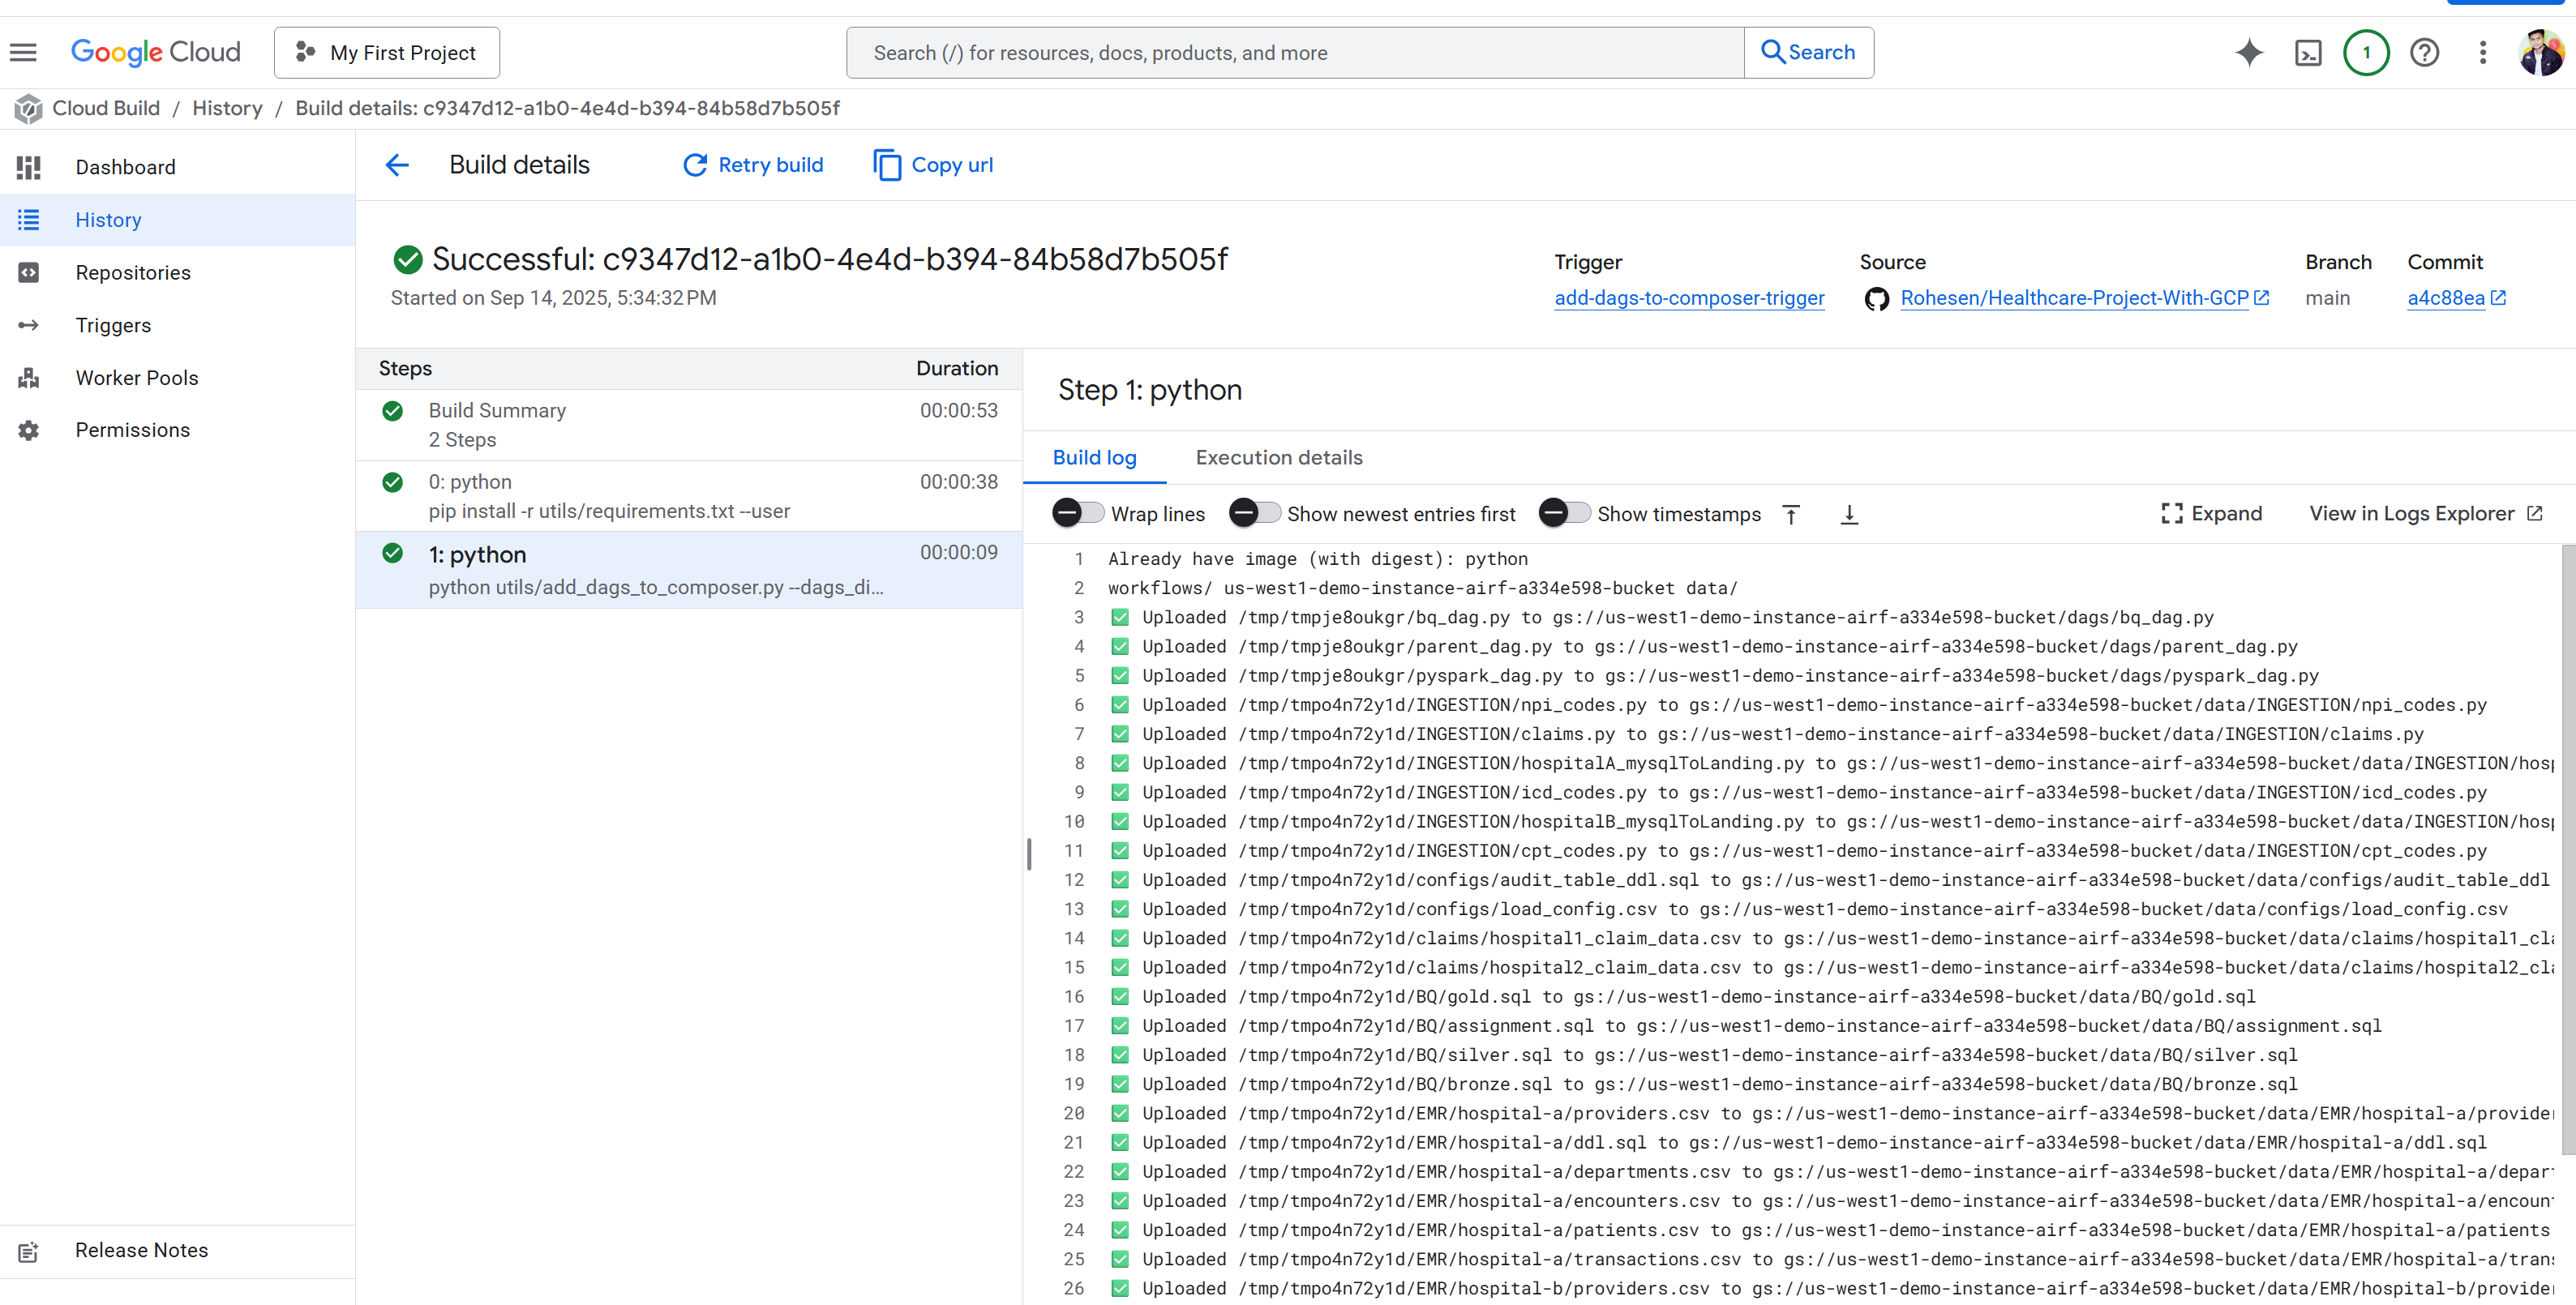 Google Cloud
My First Project
Search (/) for resources, docs, products, and more
Search
1
Cloud Build / History / Build details: c9347d12-a1b0-4e4d-b394-84b58d7b505f
Dashboard
History
Repositories
Triggers
Worker Pools
Permissions
Release Notes
Build details
Retry build
Copy url
Successful: c9347d12-a1b0-4e4d-b394-84b58d7b505f
Started on Sep 14, 2025, 5:34:32 PM
Trigger
add-dags-to-composer-trigger
Source
Rohesen/Healthcare-Project-With-GCP
Branch
main
Commit
a4c88ea
Steps Duration
Build Summary 00:00:53
2 Steps
0: python 00:00:38
pip install -r utils/requirements.txt --user
1: python 00:00:09
python utils/add_dags_to_composer.py --dags_di...
Step 1: python
Build log Execution details
Wrap lines Show newest entries first Show timestamps Expand View in Logs Explorer
1 Already have image (with digest): python
2 workflows/ us-west1-demo-instance-airf-a334e598-bucket data/
3 ✅ Uploaded /tmp/tmpje8oukgr/bq_dag.py to gs://us-west1-demo-instance-airf-a334e598-bucket/dags/bq_dag.py
4 ✅ Uploaded /tmp/tmpje8oukgr/parent_dag.py to gs://us-west1-demo-instance-airf-a334e598-bucket/dags/parent_dag.py
5 ✅ Uploaded /tmp/tmpje8oukgr/pyspark_dag.py to gs://us-west1-demo-instance-airf-a334e598-bucket/dags/pyspark_dag.py
6 ✅ Uploaded /tmp/tmpo4n72y1d/INGESTION/npi_codes.py to gs://us-west1-demo-instance-airf-a334e598-bucket/data/INGESTION/npi_codes.py
7 ✅ Uploaded /tmp/tmpo4n72y1d/INGESTION/claims.py to gs://us-west1-demo-instance-airf-a334e598-bucket/data/INGESTION/claims.py
8 ✅ Uploaded /tmp/tmpo4n72y1d/INGESTION/hospitalA_mysqlToLanding.py to gs://us-west1-demo-instance-airf-a334e598-bucket/data/INGESTION/hosp
9 ✅ Uploaded /tmp/tmpo4n72y1d/INGESTION/icd_codes.py to gs://us-west1-demo-instance-airf-a334e598-bucket/data/INGESTION/icd_codes.py
10 ✅ Uploaded /tmp/tmpo4n72y1d/INGESTION/hospitalB_mysqlToLanding.py to gs://us-west1-demo-instance-airf-a334e598-bucket/data/INGESTION/hosp
11 ✅ Uploaded /tmp/tmpo4n72y1d/INGESTION/cpt_codes.py to gs://us-west1-demo-instance-airf-a334e598-bucket/data/INGESTION/cpt_codes.py
12 ✅ Uploaded /tmp/tmpo4n72y1d/configs/audit_table_ddl.sql to gs://us-west1-demo-instance-airf-a334e598-bucket/data/configs/audit_table_ddl
13 ✅ Uploaded /tmp/tmpo4n72y1d/configs/load_config.csv to gs://us-west1-demo-instance-airf-a334e598-bucket/data/configs/load_config.csv
14 ✅ Uploaded /tmp/tmpo4n72y1d/claims/hospital1_claim_data.csv to gs://us-west1-demo-instance-airf-a334e598-bucket/data/claims/hospital1_cla
15 ✅ Uploaded /tmp/tmpo4n72y1d/claims/hospital2_claim_data.csv to gs://us-west1-demo-instance-airf-a334e598-bucket/data/claims/hospital2_cla
16 ✅ Uploaded /tmp/tmpo4n72y1d/BQ/gold.sql to gs://us-west1-demo-instance-airf-a334e598-bucket/data/BQ/gold.sql
17 ✅ Uploaded /tmp/tmpo4n72y1d/BQ/assignment.sql to gs://us-west1-demo-instance-airf-a334e598-bucket/data/BQ/assignment.sql
18 ✅ Uploaded /tmp/tmpo4n72y1d/BQ/silver.sql to gs://us-west1-demo-instance-airf-a334e598-bucket/data/BQ/silver.sql
19 ✅ Uploaded /tmp/tmpo4n72y1d/BQ/bronze.sql to gs://us-west1-demo-instance-airf-a334e598-bucket/data/BQ/bronze.sql
20 ✅ Uploaded /tmp/tmpo4n72y1d/EMR/hospital-a/providers.csv to gs://us-west1-demo-instance-airf-a334e598-bucket/data/EMR/hospital-a/provider
21 ✅ Uploaded /tmp/tmpo4n72y1d/EMR/hospital-a/ddl.sql to gs://us-west1-demo-instance-airf-a334e598-bucket/data/EMR/hospital-a/ddl.sql
22 ✅ Uploaded /tmp/tmpo4n72y1d/EMR/hospital-a/departments.csv to gs://us-west1-demo-instance-airf-a334e598-bucket/data/EMR/hospital-a/depart
23 ✅ Uploaded /tmp/tmpo4n72y1d/EMR/hospital-a/encounters.csv to gs://us-west1-demo-instance-airf-a334e598-bucket/data/EMR/hospital-a/encount
24 ✅ Uploaded /tmp/tmpo4n72y1d/EMR/hospital-a/patients.csv to gs://us-west1-demo-instance-airf-a334e598-bucket/data/EMR/hospital-a/patients
25 ✅ Uploaded /tmp/tmpo4n72y1d/EMR/hospital-a/transactions.csv to gs://us-west1-demo-instance-airf-a334e598-bucket/data/EMR/hospital-a/trans
26 ✅ Uploaded /tmp/tmpo4n72y1d/EMR/hospital-b/providers.csv to gs://us-west1-demo-instance-airf-a334e598-bucket/data/EMR/hospital-b/provider